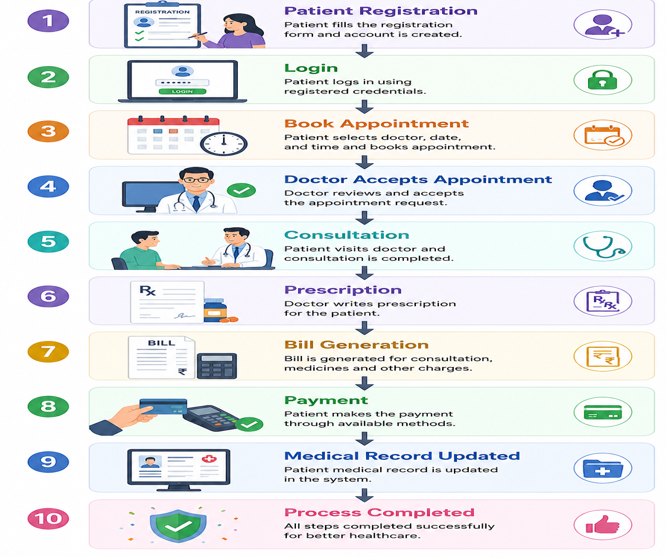 1
REGISTRATION
Patient Registration
Patient fills the registration
form and account is created.
2
LOGIN
Login
Patient logs in using
registered credentials.
3
Book Appointment
Patient selects doctor, date,
and time and books appointment.
4
Doctor Accepts Appointment
Doctor reviews and accepts
the appointment request.
5
Consultation
Patient visits doctor and
consultation is completed.
6
Rx
Prescription
Doctor writes prescription
for the patient.
Rx
Rx
7
BILL
₹
Bill Generation
Bill is generated for consultation,
medicines and other charges.
₹
8
Payment
Patient makes the payment
through available methods.
9
Medical Record Updated
Patient medical record is updated
in the system.
10
Process Completed
All steps completed successfully
for better healthcare.